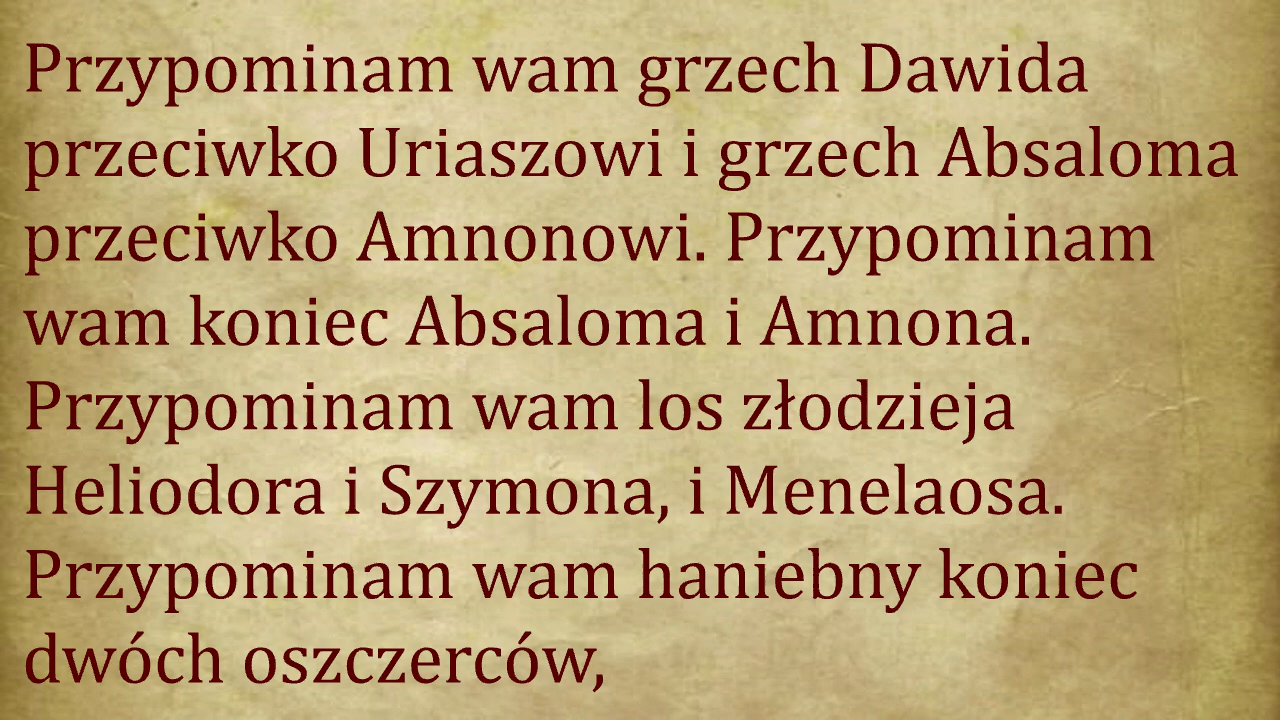 Przypominam wam grzech Dawida
przeciwko Uriaszowi i grzech Absaloma
przeciwko Amnonowi. Przypominam
wam koniec Absaloma i Amnona.
Przypominam wam los złodzieja
Heliodora i Szymona, i Menelaosa.
Przypominam wam haniebny koniec
dwóch oszczerców,